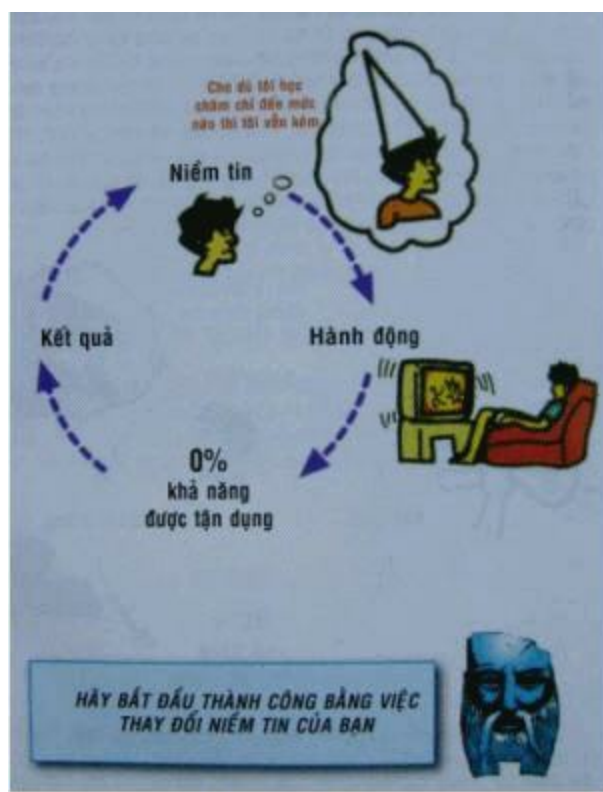 Cho dù tôi học
chăm chỉ đến mức
nào thì tôi vẫn kém
Niềm tin
Kết quả
Hành động
0%
khả năng
được tận dụng
HÃY BẮT ĐẦU THÀNH CÔNG BẰNG VIỆC
THAY ĐỔI NIỀM TIN CỦA BẠN